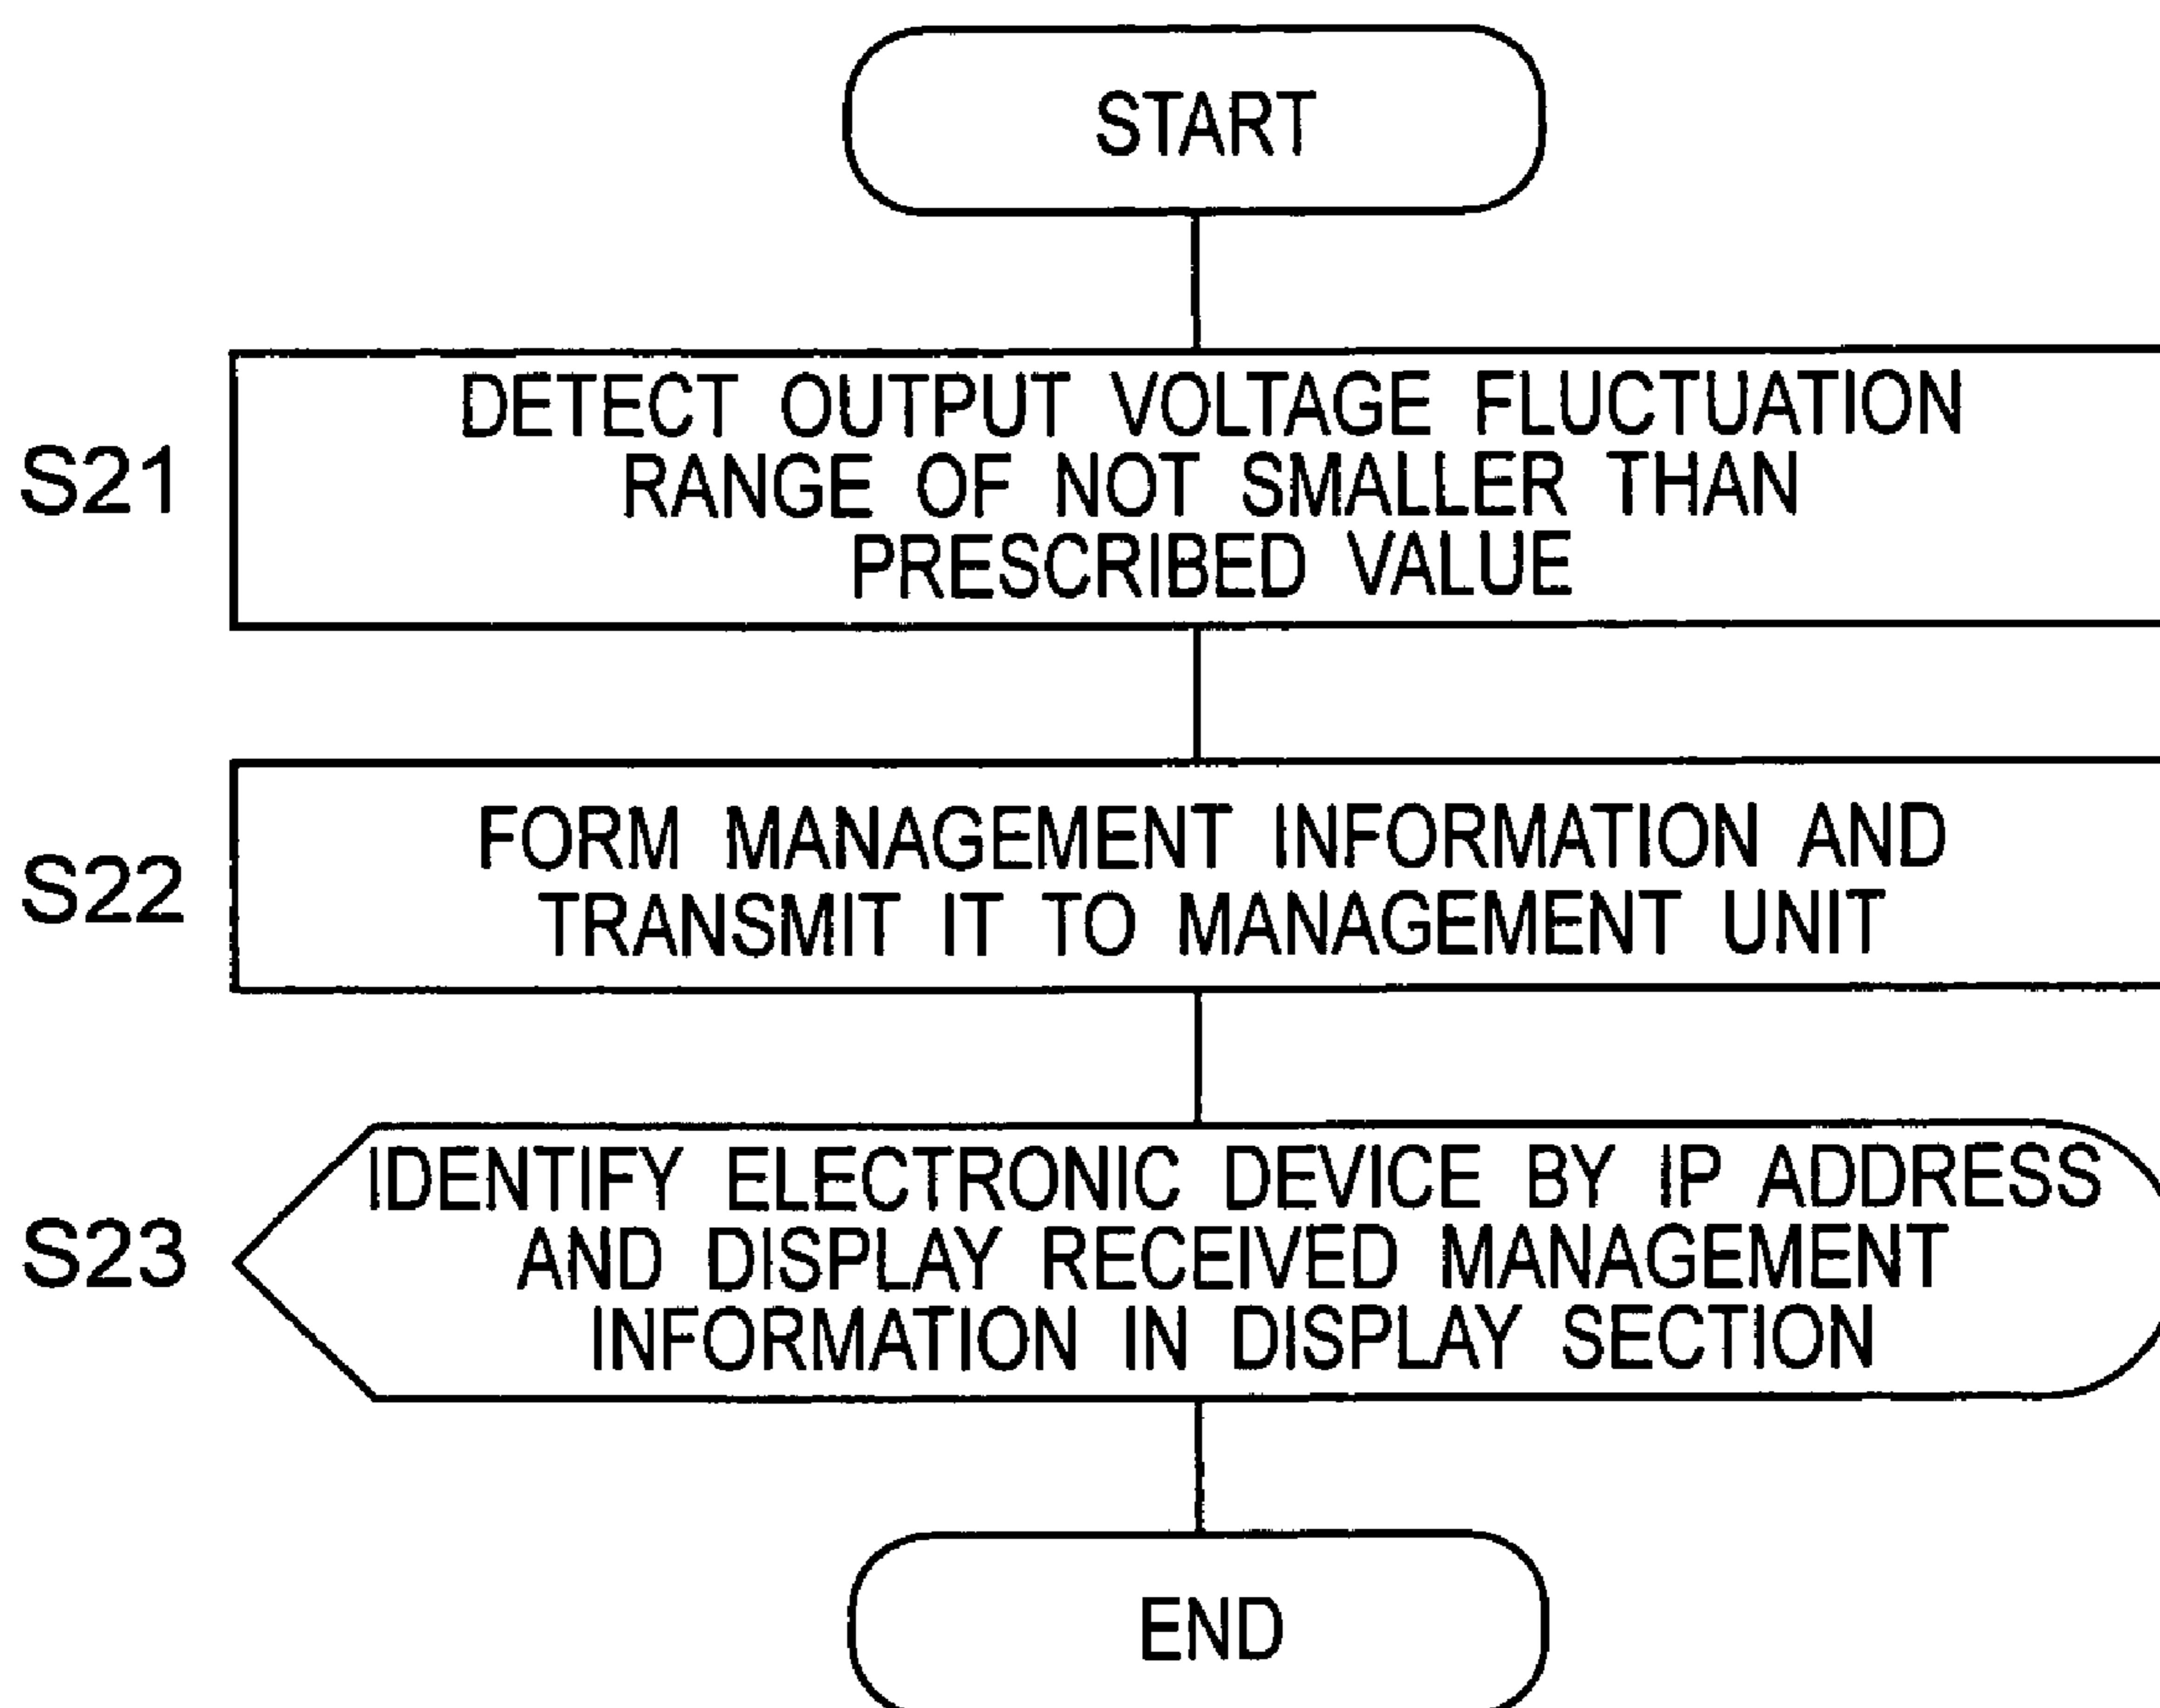 START
S21
DETECT OUTPUT VOLTAGE FLUCTUATION
RANGE OF NOT SMALLER THAN
PRESCRIBED VALUE
S22
FORM MANAGEMENT INFORMATION AND
TRANSMIT IT TO MANAGEMENT UNIT
S23
IDENTIFY ELECTRONIC DEVICE BY IP ADDRESS
AND DISPLAY RECEIVED MANAGEMENT
INFORMATION IN DISPLAY SECTION
END